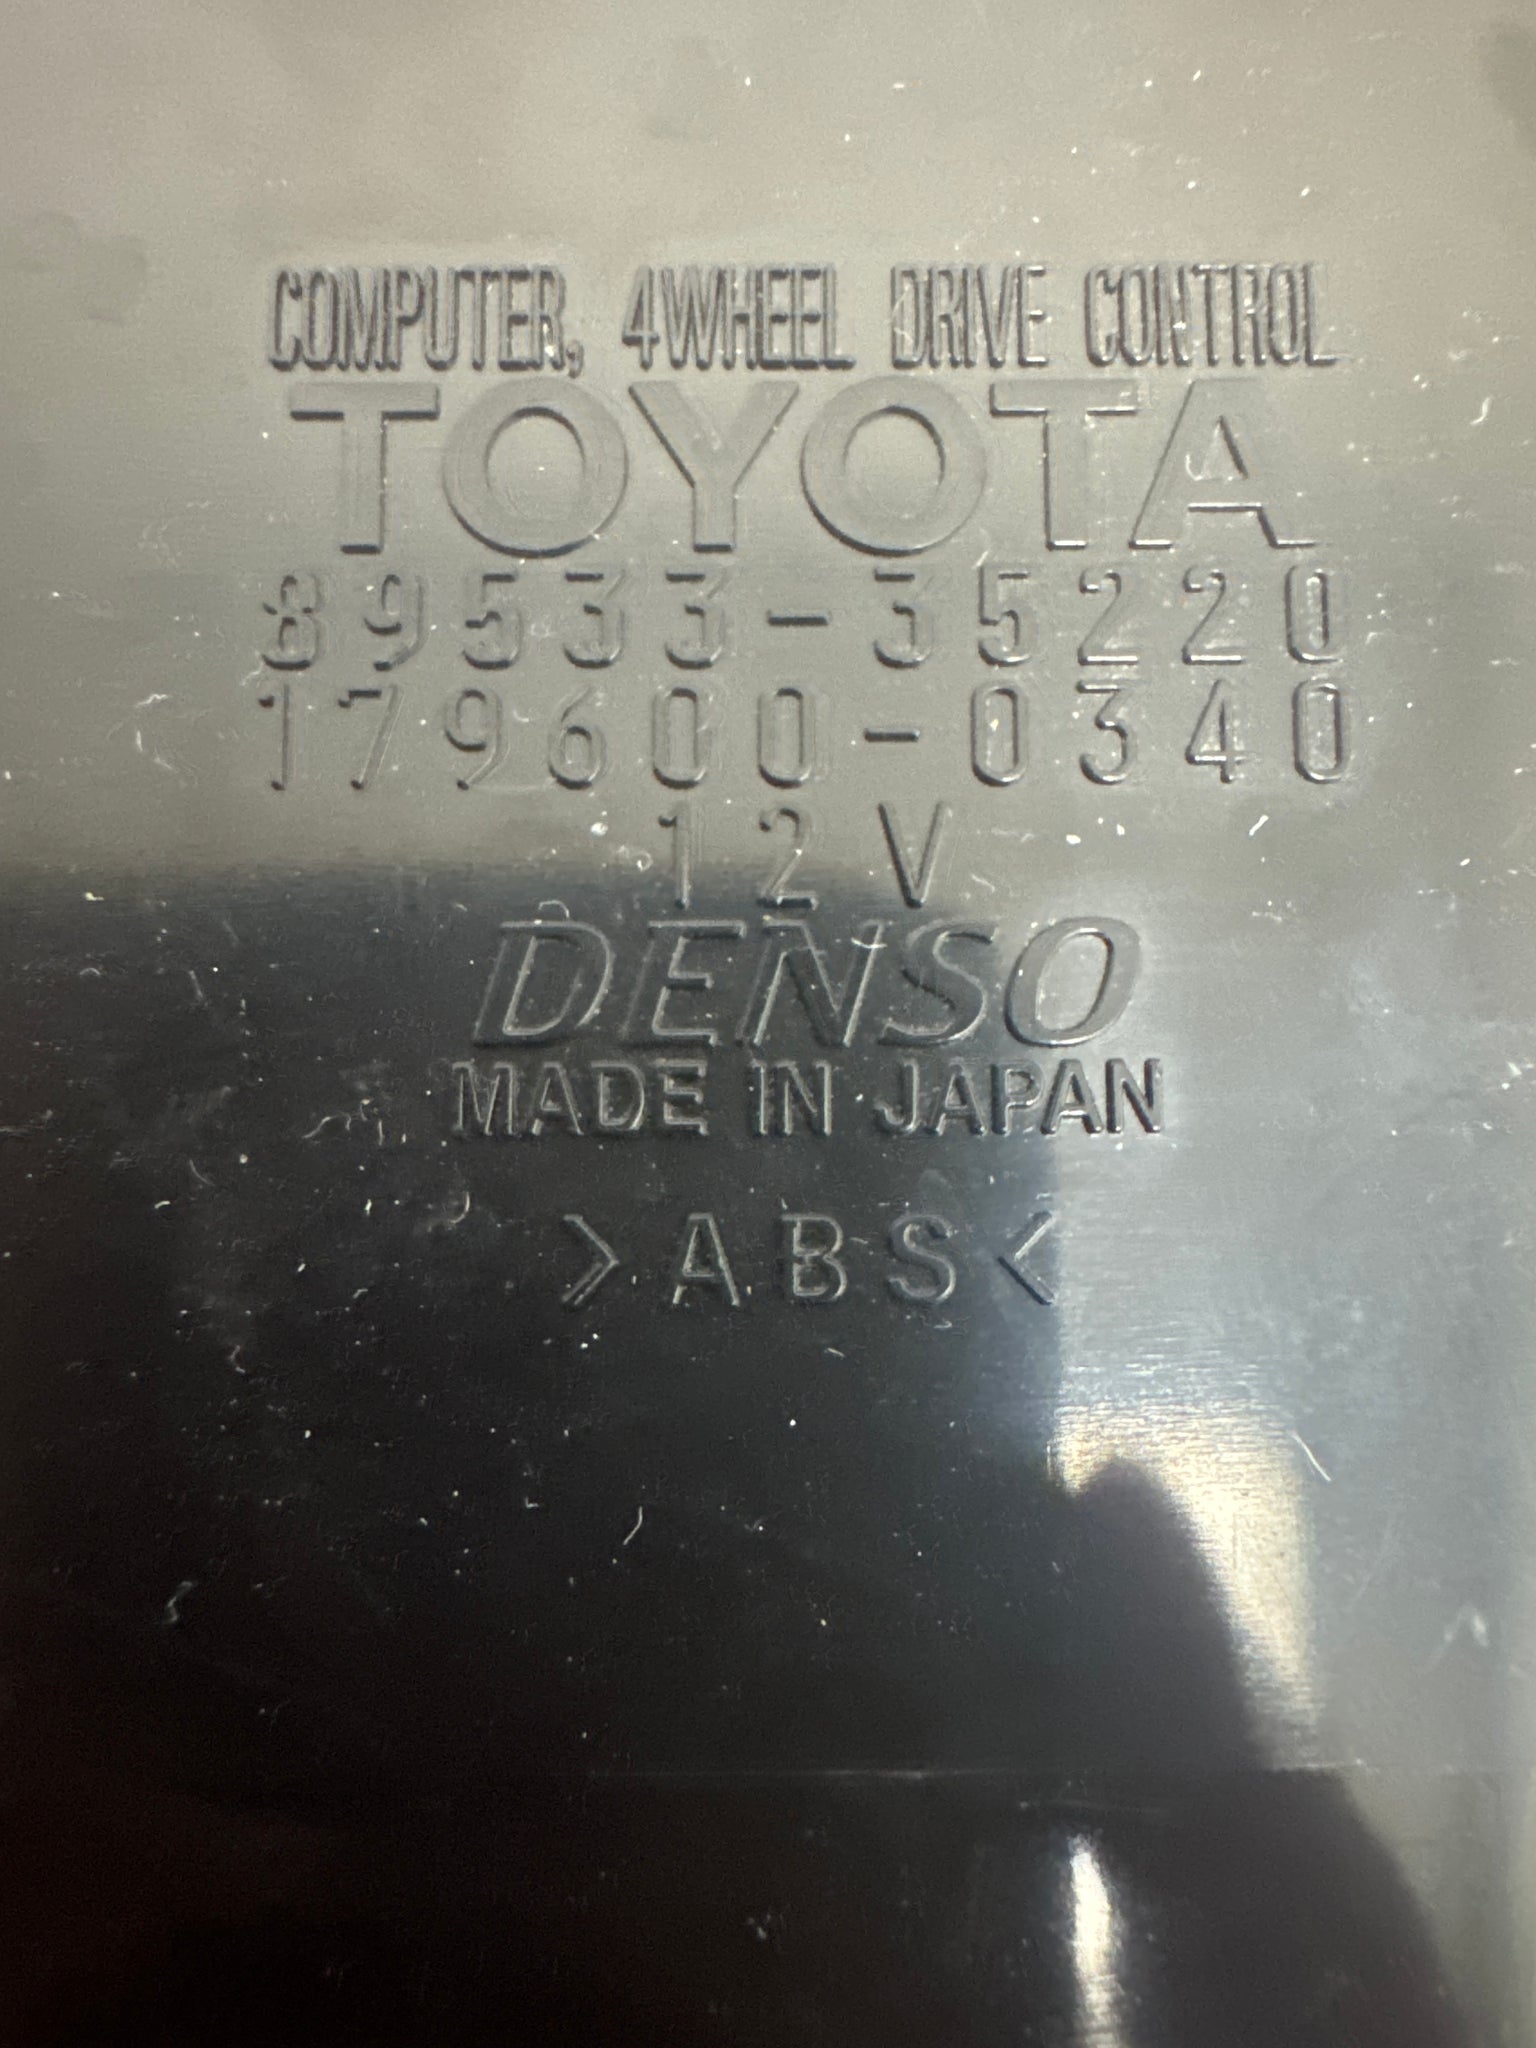 COMPUTER, 4WHEEL DRIVE CONTROL
TOYOTA
89533-35220
179600-0340
12V
DENSO
MADE IN JAPAN
>ABS<